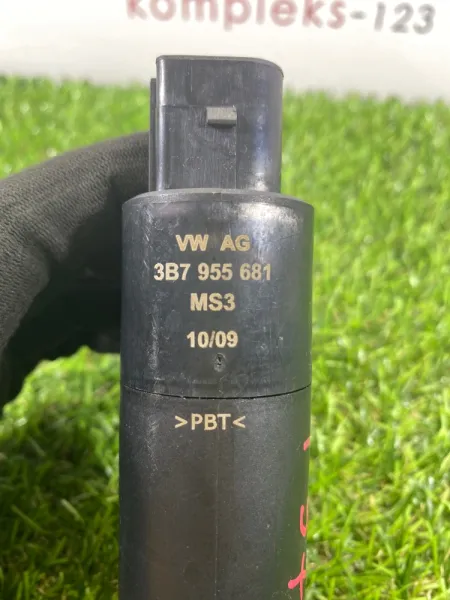 kompleks-123
VW AG
3B7 955 681
MS3
10/09
>PBT<